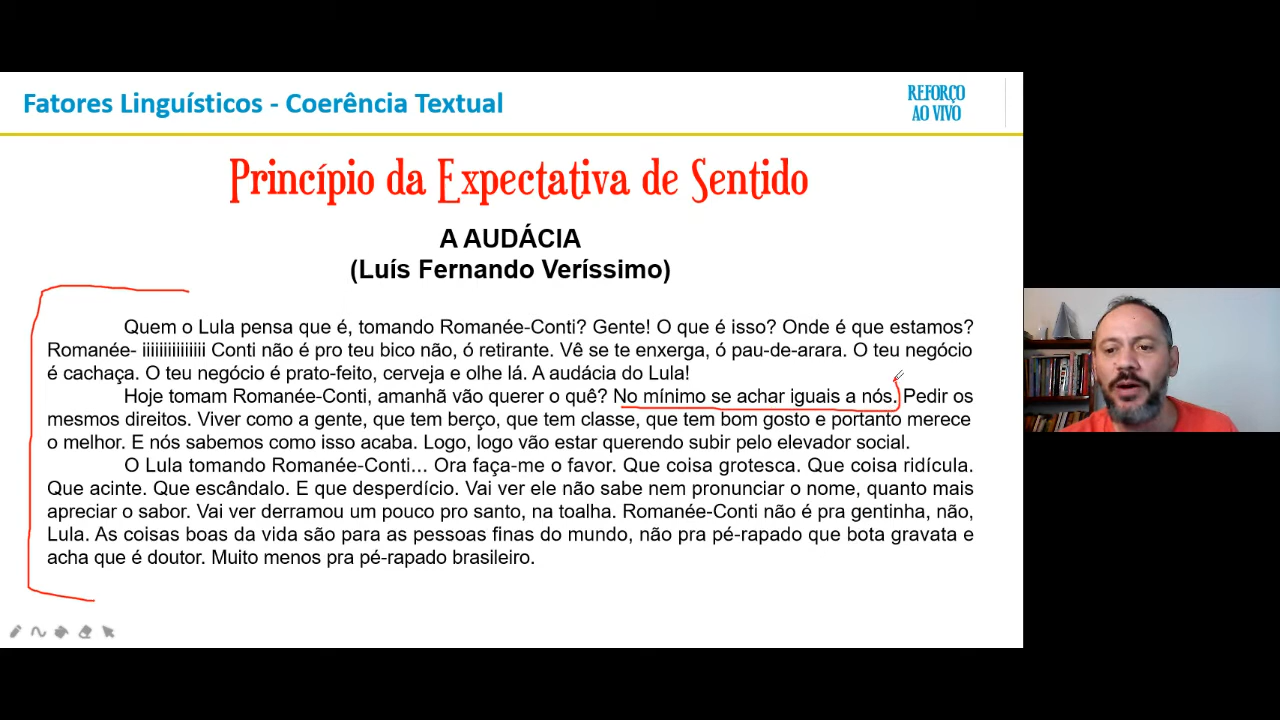 Fatores Linguísticos - Coerência Textual
REFORÇO
AO VIVO
Princípio da Expectativa de Sentido
A AUDÁCIA
(Luís Fernando Veríssimo)
Quem o Lula pensa que é, tomando Romanée-Conti? Gente! O que é isso? Onde é que estamos?
Romanée- iiiiiiiiiiiiiii Conti não é pro teu bico não, ó retirante. Vê se te enxerga, ó pau-de-arara. O teu negócio
é cachaça. O teu negócio é prato-feito, cerveja e olhe lá. A audácia do Lula!
Hoje tomam Romanée-Conti, amanhã vão querer o quê? No mínimo se achar iguais a nós. Pedir os
mesmos direitos. Viver como a gente, que tem berço, que tem classe, que tem bom gosto e portanto merece
o melhor. E nós sabemos como isso acaba. Logo, logo vão estar querendo subir pelo elevador social.
O Lula tomando Romanée-Conti... Ora faça-me o favor. Que coisa grotesca. Que coisa ridícula.
Que acinte. Que escândalo. E que desperdício. Vai ver ele não sabe nem pronunciar o nome, quanto mais
apreciar o sabor. Vai ver derramou um pouco pro santo, na toalha. Romanée-Conti não é pra gentinha, não,
Lula. As coisas boas da vida são para as pessoas finas do mundo, não pra pé-rapado que bota gravata e
acha que é doutor. Muito menos pra pé-rapado brasileiro.